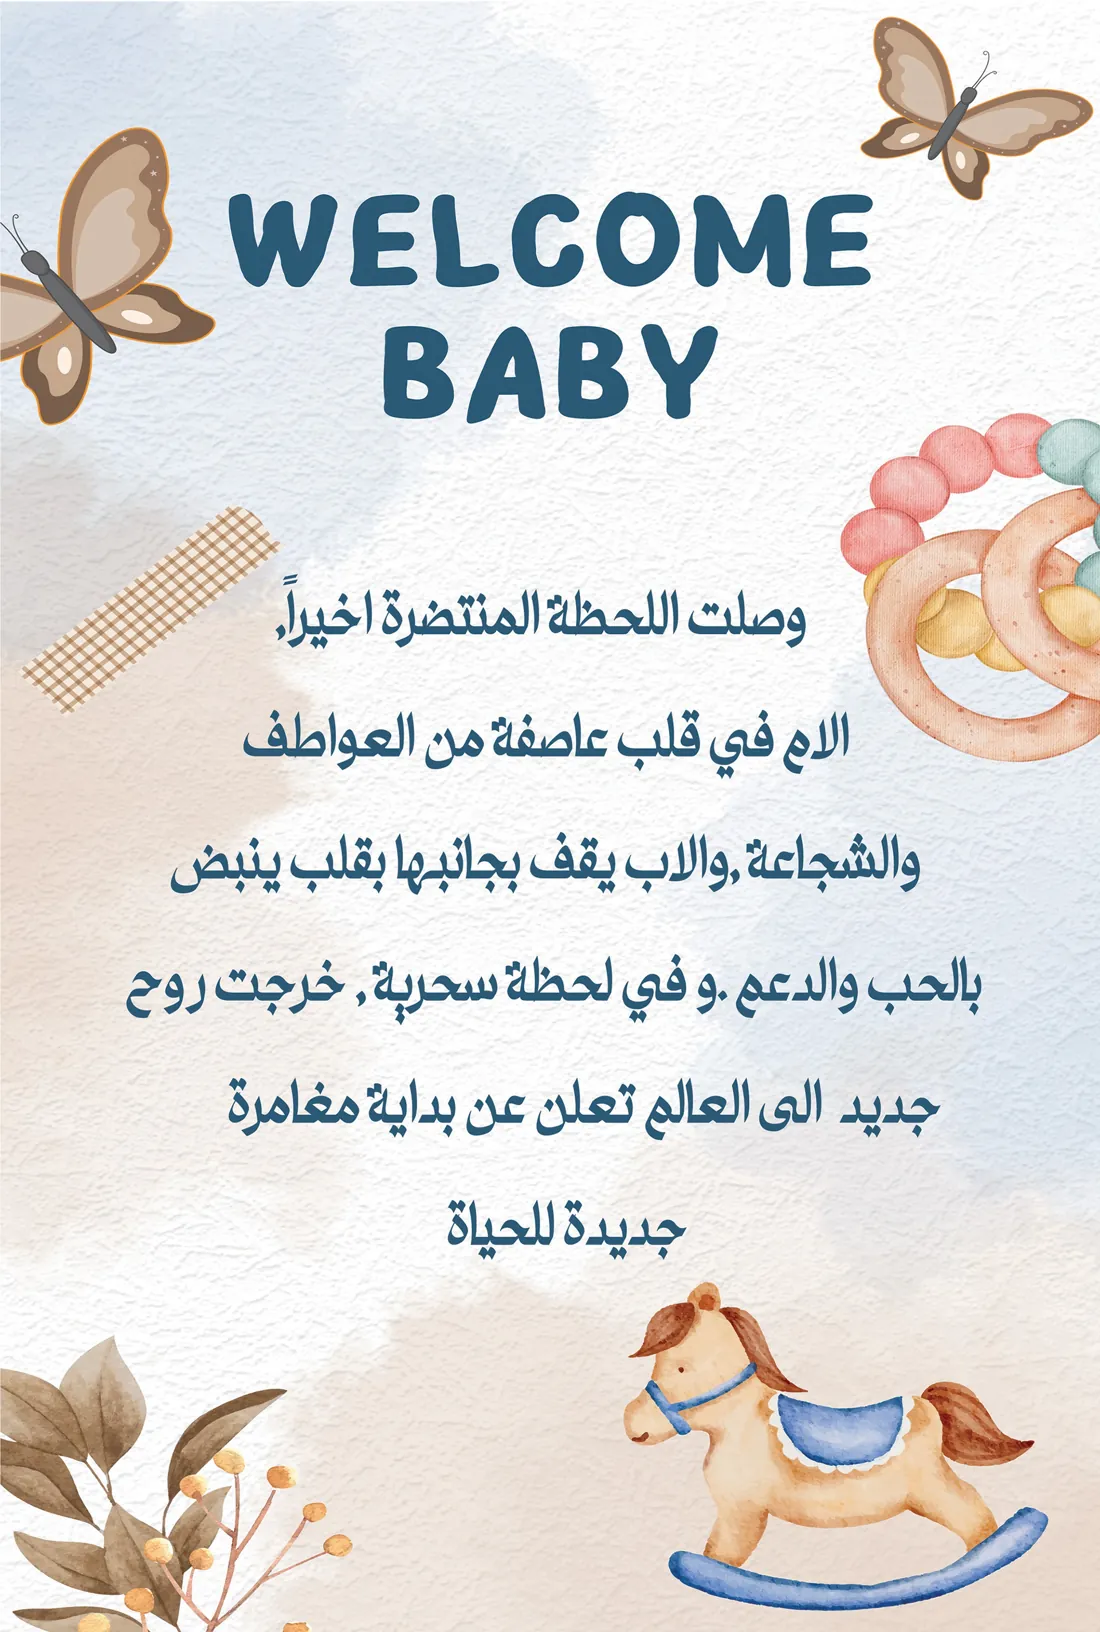 WELCOME
BABY
وصلت اللحظة المنتضرة اخيراً,
الام في قلب عاصفة من العواطف
والشجاعة ,والاب يقف بجانبها بقلب ينبض
بالحب والدعم .و في لحظة سحرية , خرجت روح
جديد الى العالم تعلن عن بداية مغامرة
جديدة للحياة